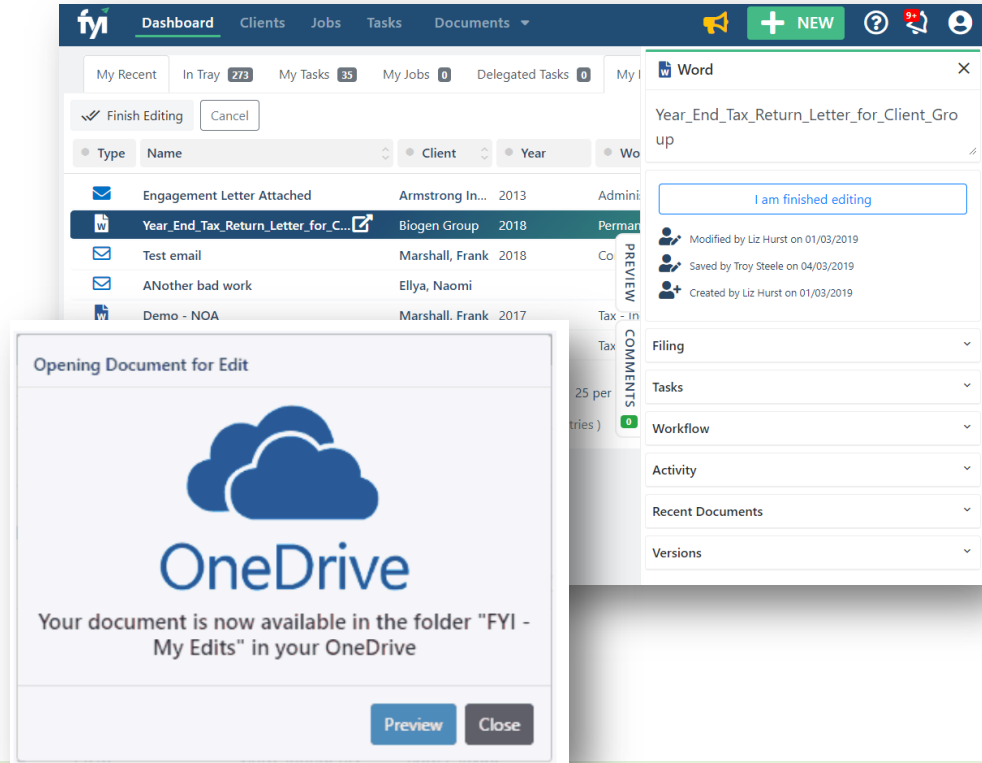 fyi Dashboard Clients Jobs Tasks Documents NEW 9+
My Recent In Tray 273 My Tasks 35 My Jobs 0 Delegated Tasks 0
Finish Editing Cancel
Type Name Client Year
Engagement Letter Attached Armstrong In... 2013
Year_End_Tax_Return_Letter_for_C... Biogen Group 2018
Test email Marshall, Frank 2018
ANother bad work Ellya, Naomi
Demo - NOA Marshall, Frank 2017 Tax - In
Tax
25 per
tries )
PREVIEW
COMMENTS 0
Word
Year_End_Tax_Return_Letter_for_Client_Gro
up
I am finished editing
Modified by Liz Hurst on 01/03/2019
Saved by Troy Steele on 04/03/2019
Created by Liz Hurst on 01/03/2019
Filing
Tasks
Workflow
Activity
Recent Documents
Versions
Opening Document for Edit
OneDrive
Your document is now available in the folder "FYI -
My Edits" in your OneDrive
Preview Close